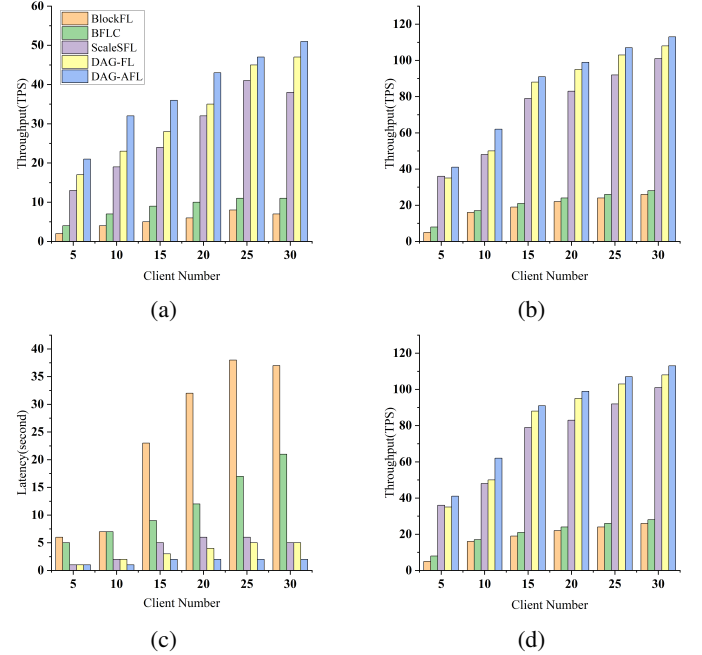 60
50
40
30
20
10
0
Throughput(TPS)
BlockFL
BFLC
ScaleSFL
DAG-FL
DAG-AFL
5 10 15 20 25 30
Client Number
(a)
120
100
80
60
40
20
0
Throughput(TPS)
5 10 15 20 25 30
Client Number
(b)
40
35
30
25
20
15
10
5
0
Latency(second)
5 10 15 20 25 30
Client Number
(c)
120
100
80
60
40
20
0
Throughput(TPS)
5 10 15 20 25 30
Client Number
(d)